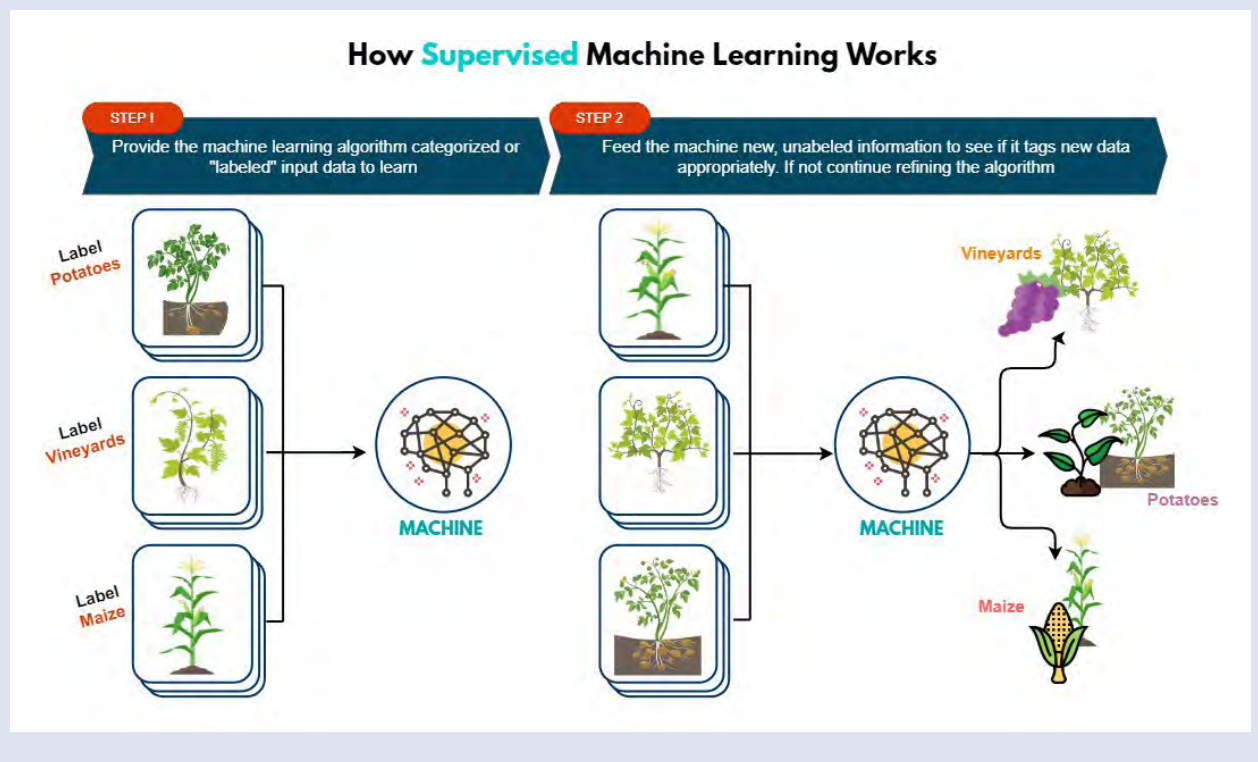 How Supervised Machine Learning Works
STEP I
Provide the machine learning algorithm categorized or
"labeled" input data to learn
STEP 2
Feed the machine new, unabeled information to see if it tags new data
appropriately. If not continue refining the algorithm
Label
Potatoes
Label
Vineyards
Label
Maize
MACHINE
MACHINE
Vineyards
Potatoes
Maize